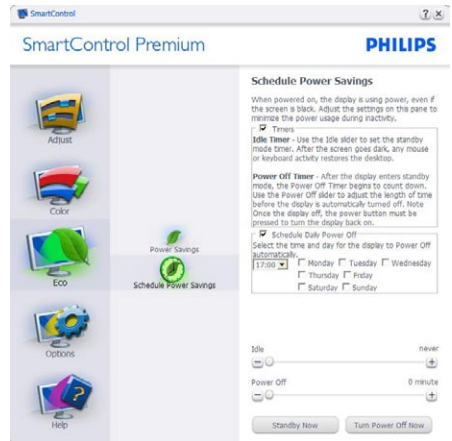 SmartControl
SmartControl Premium
PHILIPS
Adjust
Color
Eco
Options
Help
Power Savings
Schedule Power Savings
Schedule Power Savings
When powered on, the display is using power, even if
the screen is black. Adjust the settings on this pane to
minimize the power usage during inactivity.
Timers
Idle Timer - Use the Idle slider to set the standby
mode timer. After the screen goes dark, any mouse
or keyboard activity restores the desktop.
Power Off Timer - After the display enters standby
mode, the Power Off Timer begins to count down.
Use the Power Off slider to adjust the length of time
before the display is automatically turned off. Note
Once the display off, the power button must be
pressed to turn the display back on.
Schedule Daily Power Off
Select the time and day for the display to Power Off
automatically.
17:00 Monday Tuesday Wednesday
Thursday Friday
Saturday Sunday
Idle never
Power Off 0 minute
Standby Now Turn Power Off Now